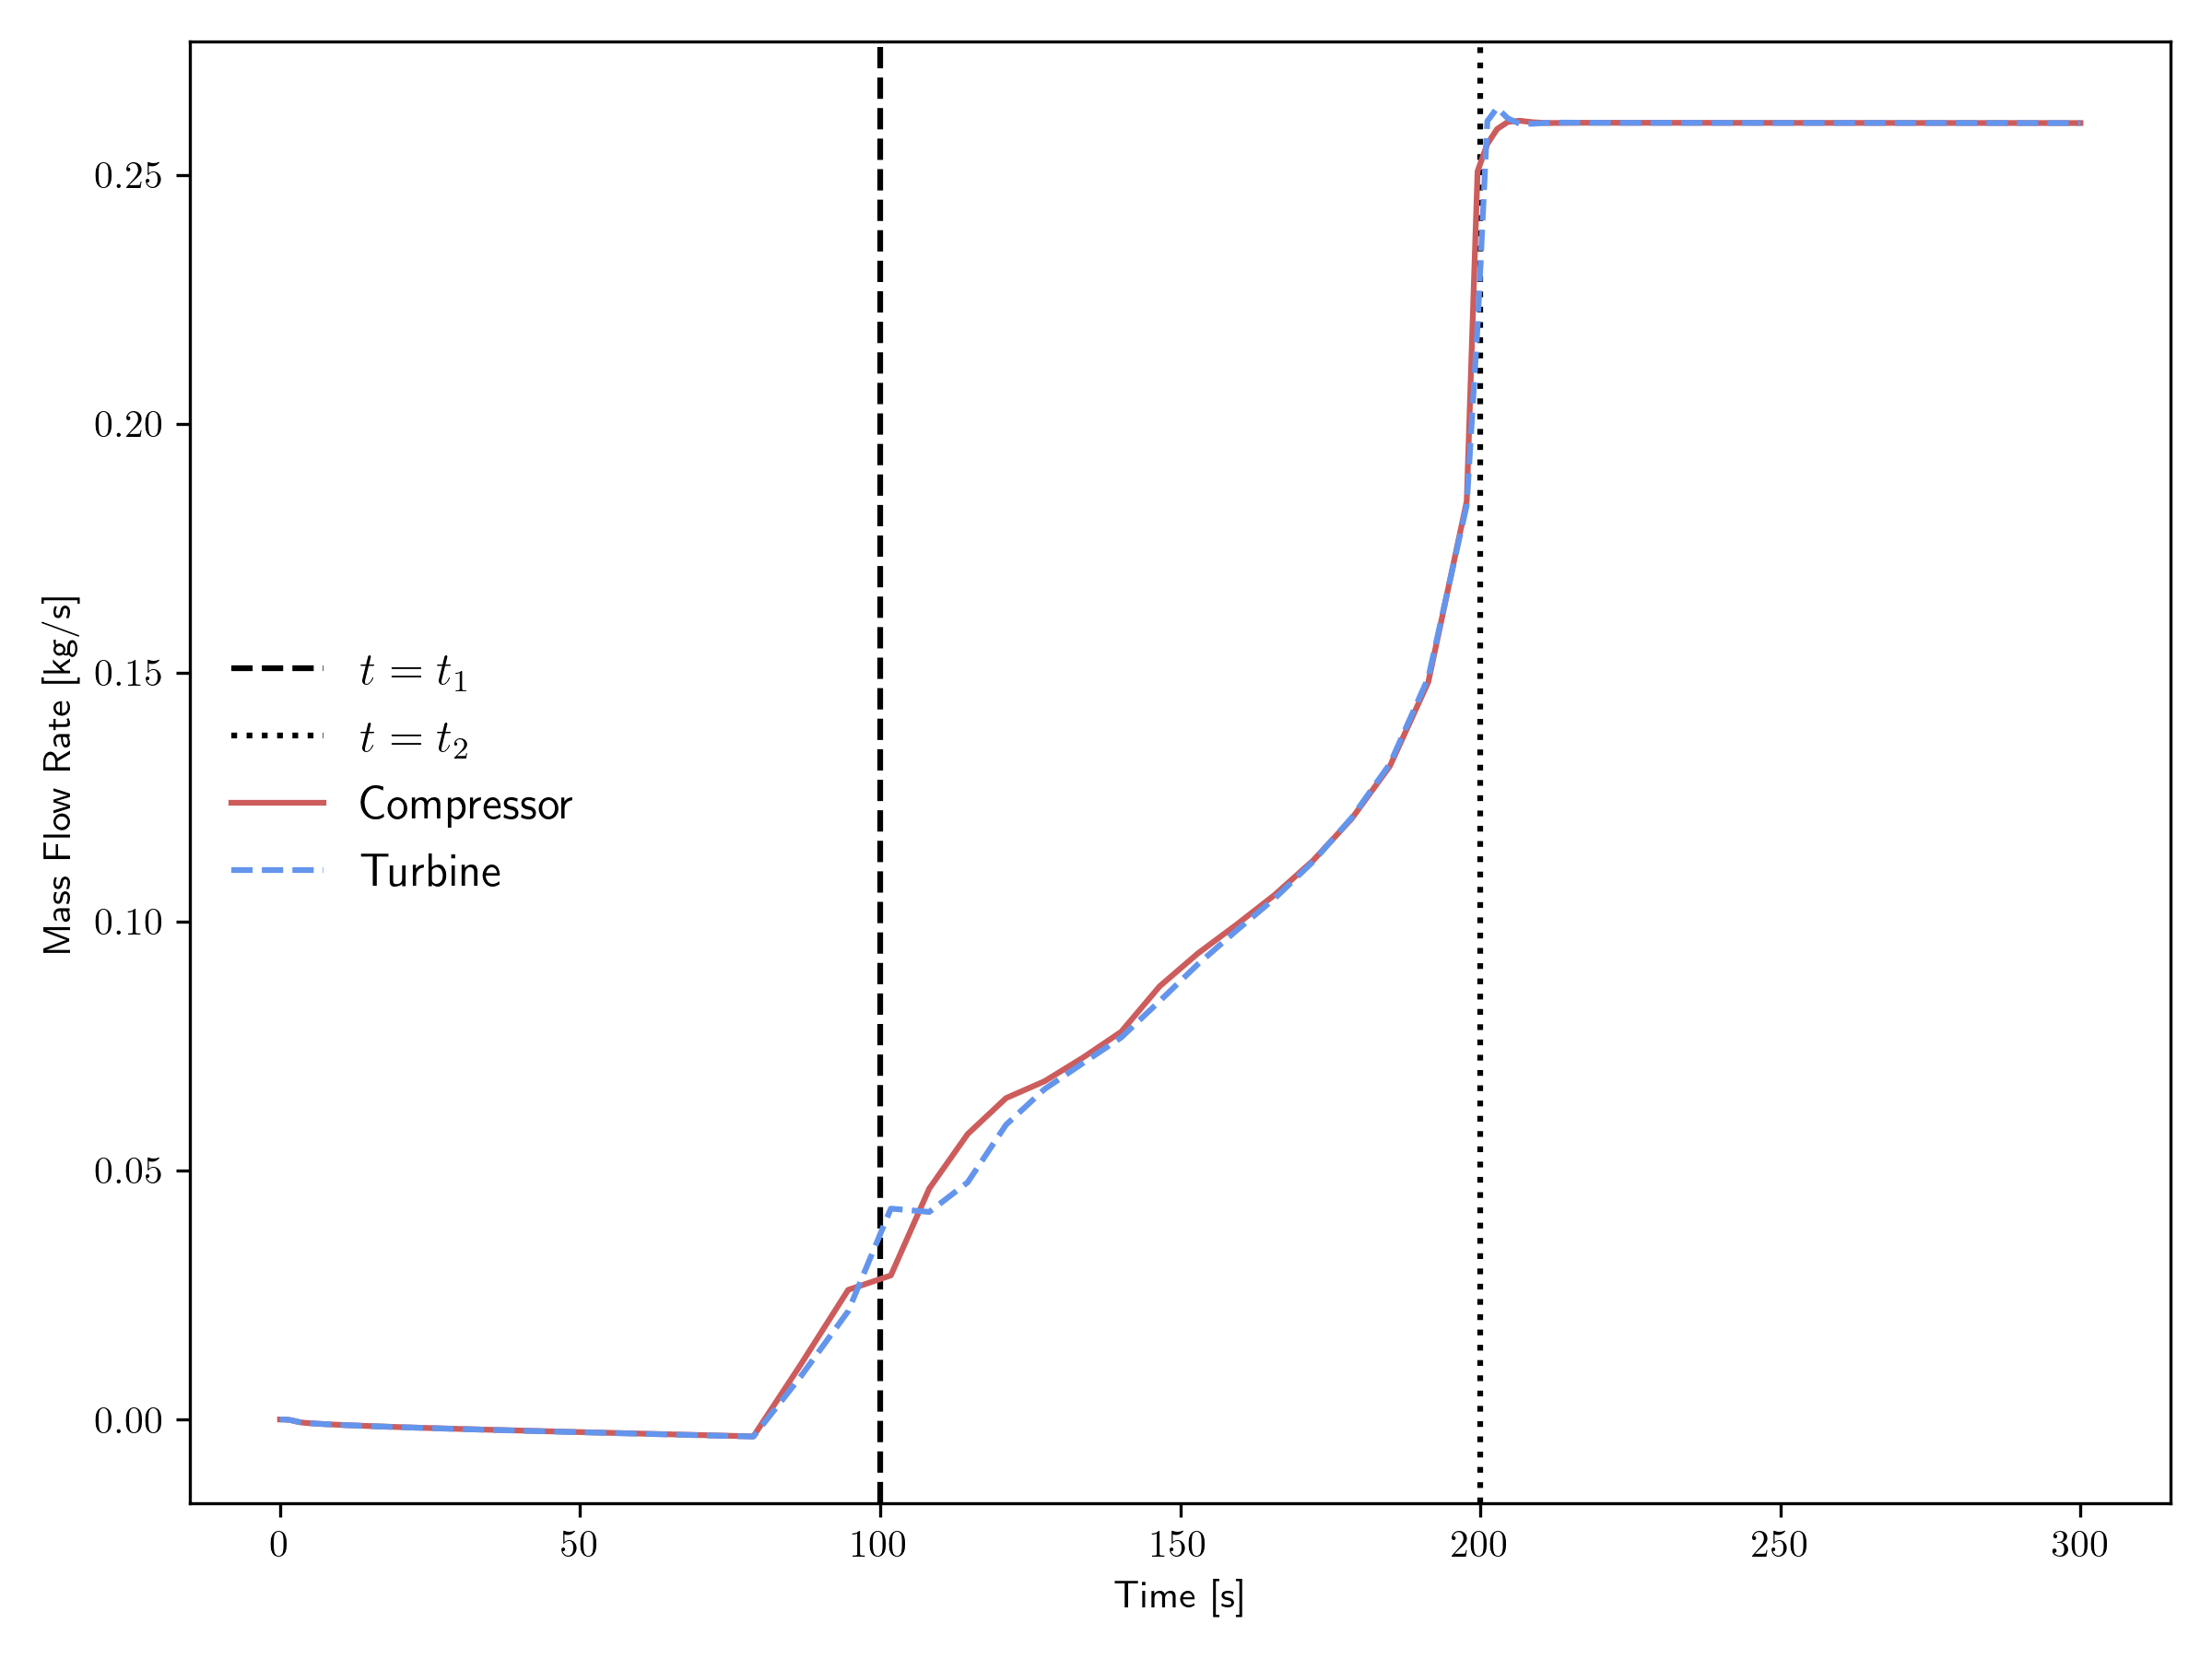 0.25
0.20
0.15
0.10
0.05
0.00
Mass Flow Rate [kg/s]
t = t₁
t = t₂
Compressor
Turbine
0 50 100 150 200 250 300
Time [s]